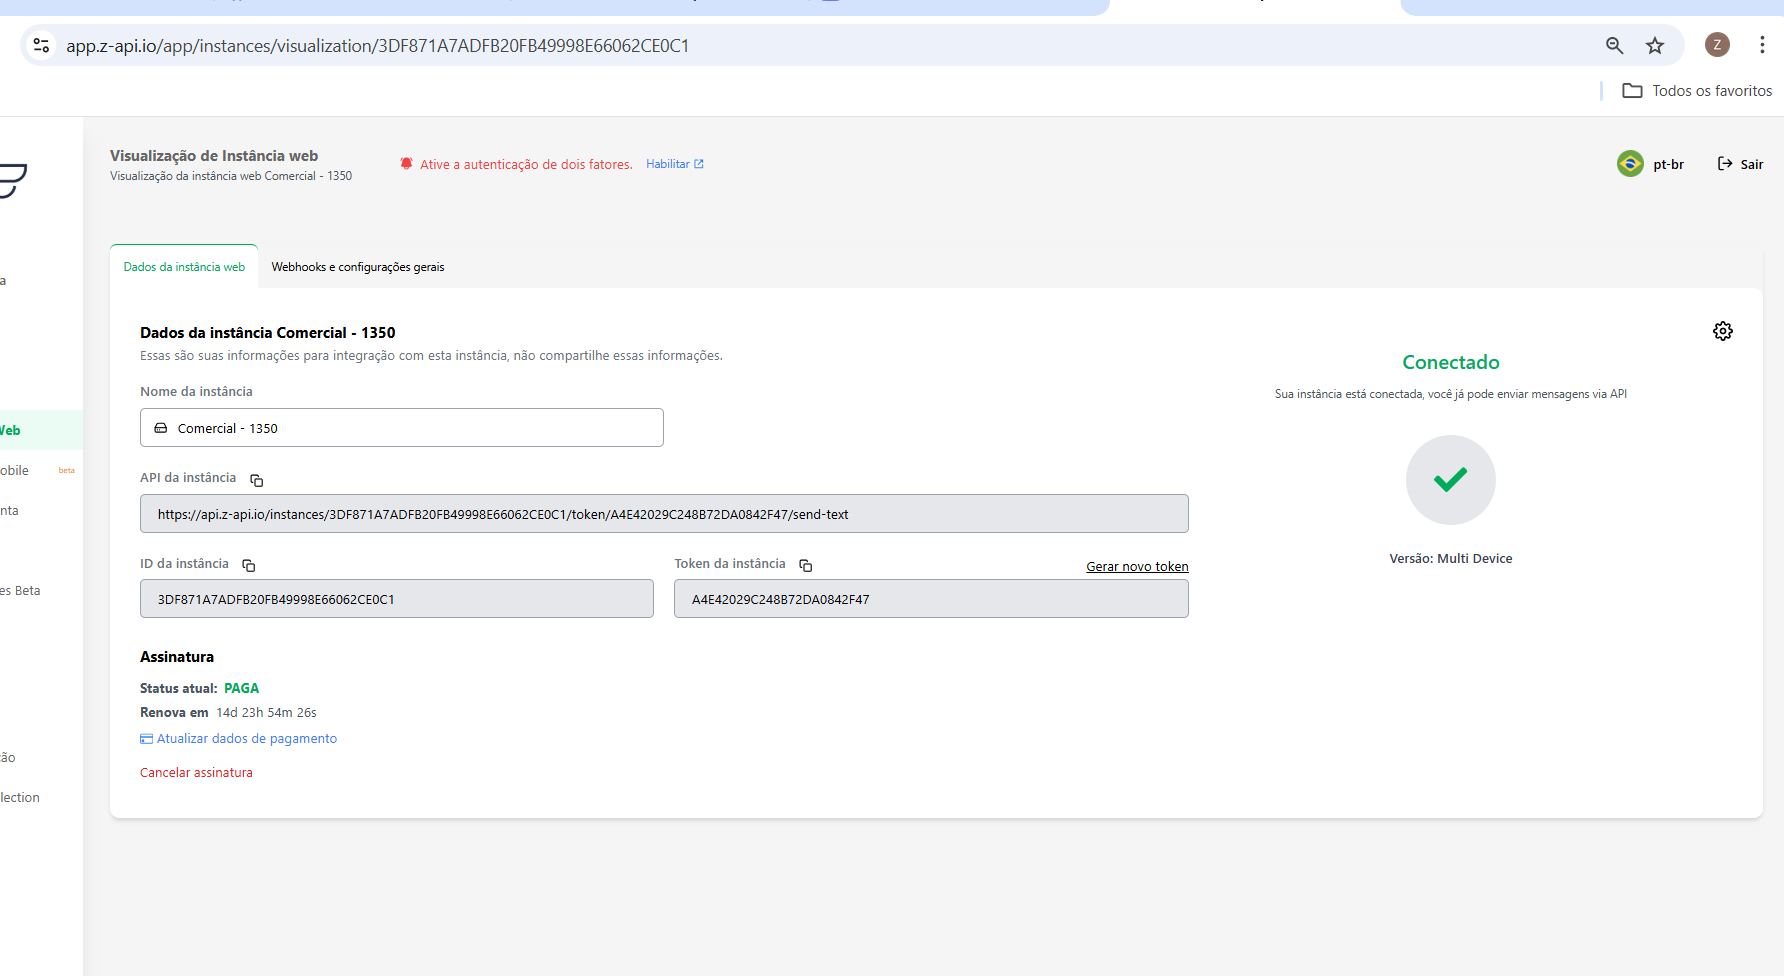 app.z-api.io/app/instances/visualization/3DF871A7ADFB20FB49998E66062CE0C1
Z
Todos os favoritos
Visualização de Instância web
Visualização da instância web Comercial - 1350
Ative a autenticação de dois fatores. Habilitar
pt-br
Sair
a
Web
obile beta
nta
es Beta
ção
llection
Dados da instância web
Webhooks e configurações gerais
Dados da instância Comercial - 1350
Essas são suas informações para integração com esta instância, não compartilhe essas informações.
Nome da instância
Comercial - 1350
API da instância
https://api.z-api.io/instances/3DF871A7ADFB20FB49998E66062CE0C1/token/A4E42029C248B72DA0842F47/send-text
ID da instância
3DF871A7ADFB20FB49998E66062CE0C1
Token da instância
Gerar novo token
A4E42029C248B72DA0842F47
Assinatura
Status atual: PAGA
Renova em 14d 23h 54m 26s
Atualizar dados de pagamento
Cancelar assinatura
Conectado
Sua instância está conectada, você já pode enviar mensagens via API
Versão: Multi Device